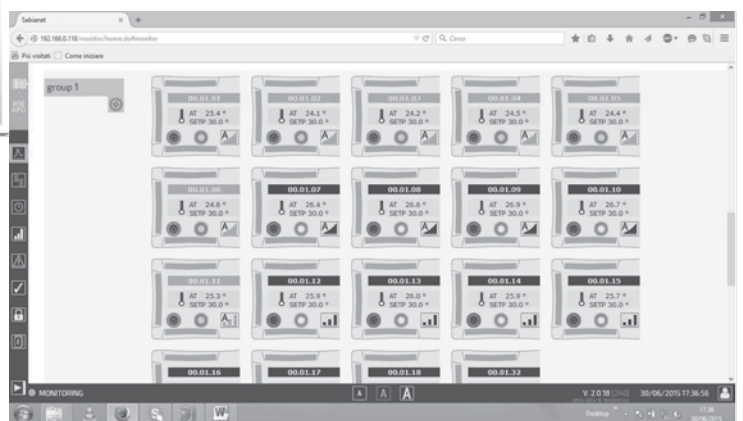 Sabianet
192.168.0.118/monitor/home.do#monitor
Cerca
Più visitati Come iniziare
group 1
00.01.01 00.01.02 00.01.03 00.01.04 00.01.05
AT 25.4 ° AT 24.1 ° AT 24.2 ° AT 24.5 ° AT 24.4 °
SETP 30.0 ° SETP 30.0 ° SETP 30.0 ° SETP 30.0 ° SETP 30.0 °
A A A A A
00.01.06 00.01.07 00.01.08 00.01.09 00.01.10
AT 24.6 ° AT 26.4 ° AT 26.6 ° AT 26.9 ° AT 26.7 °
SETP 30.0 ° SETP 30.0 ° SETP 30.0 ° SETP 30.0 ° SETP 30.0 °
A A A A A
00.01.11 00.01.12 00.01.13 00.01.14 00.01.15
AT 25.3 ° AT 25.9 ° AT 26.0 ° AT 25.9 ° AT 25.7 °
SETP 30.0 ° SETP 30.0 ° SETP 30.0 ° SETP 30.0 ° SETP 30.0 °
A
00.01.16 00.01.17 00.01.18 00.01.32
MONITORING A A A V. 2.0.18 [240] 30/06/2015 17:36:56
Desktop 17.36
30/06/2015